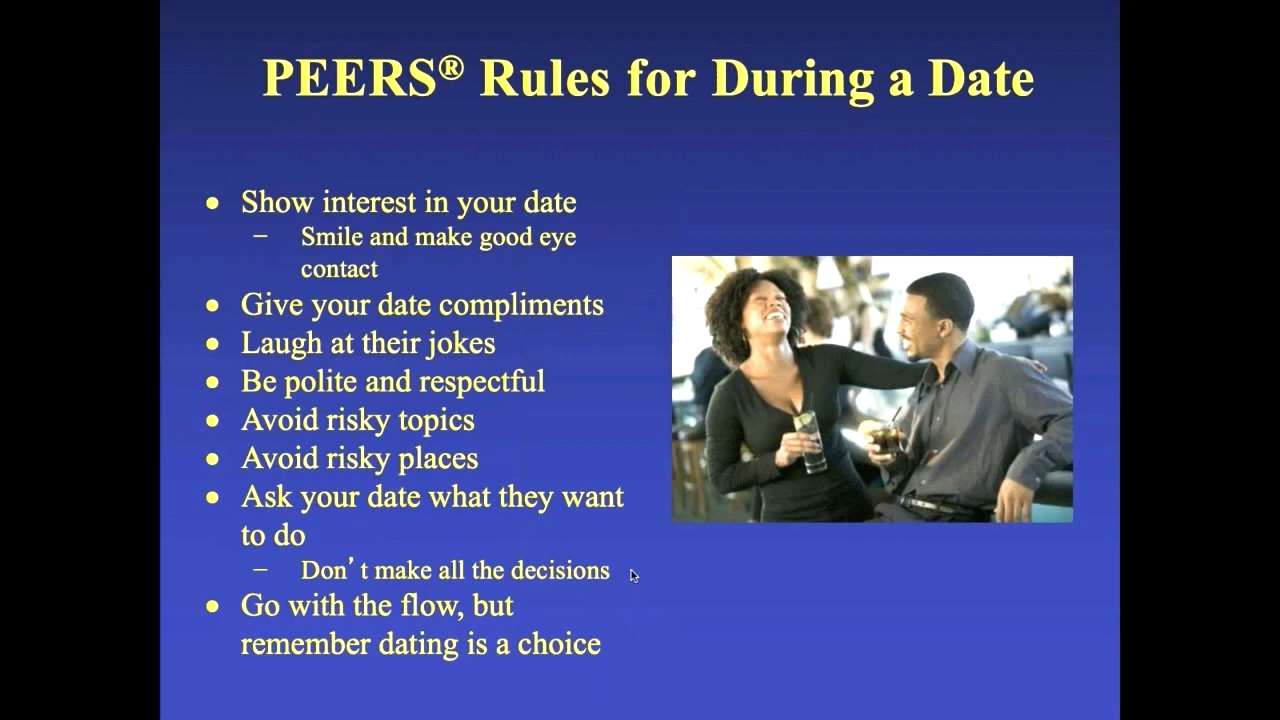 PEERS® Rules for During a Date
• Show interest in your date
– Smile and make good eye
contact
• Give your date compliments
• Laugh at their jokes
• Be polite and respectful
• Avoid risky topics
• Avoid risky places
• Ask your date what they want
to do
– Don’t make all the decisions
• Go with the flow, but
remember dating is a choice